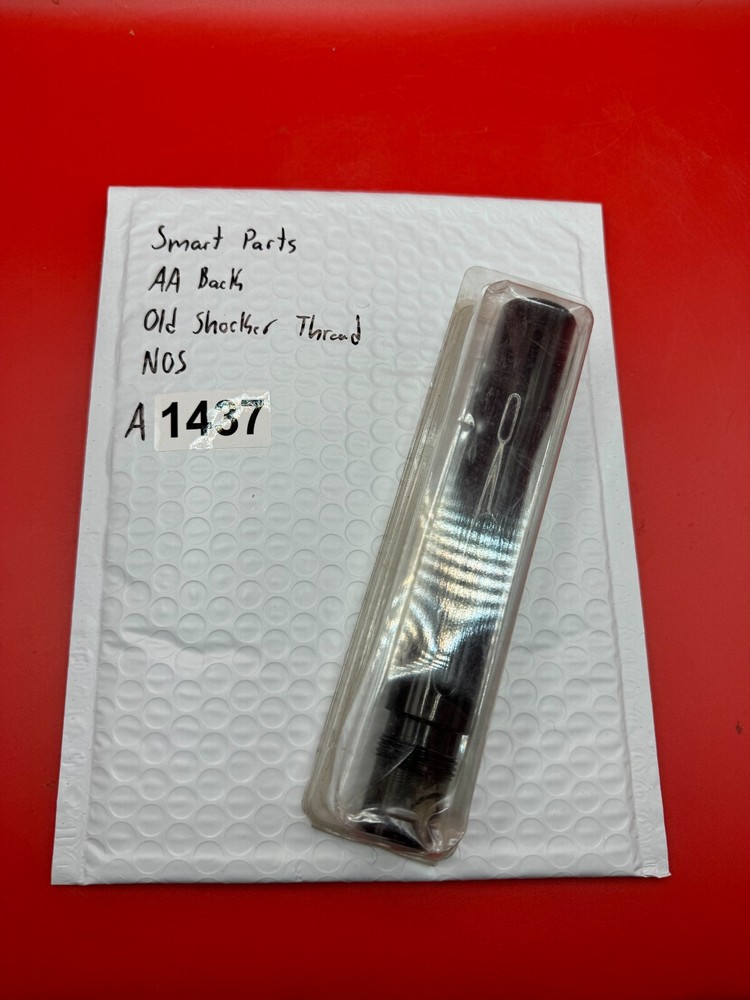 Smart Parts
AA Back
Old Shocker Thread
NOS
A 1437